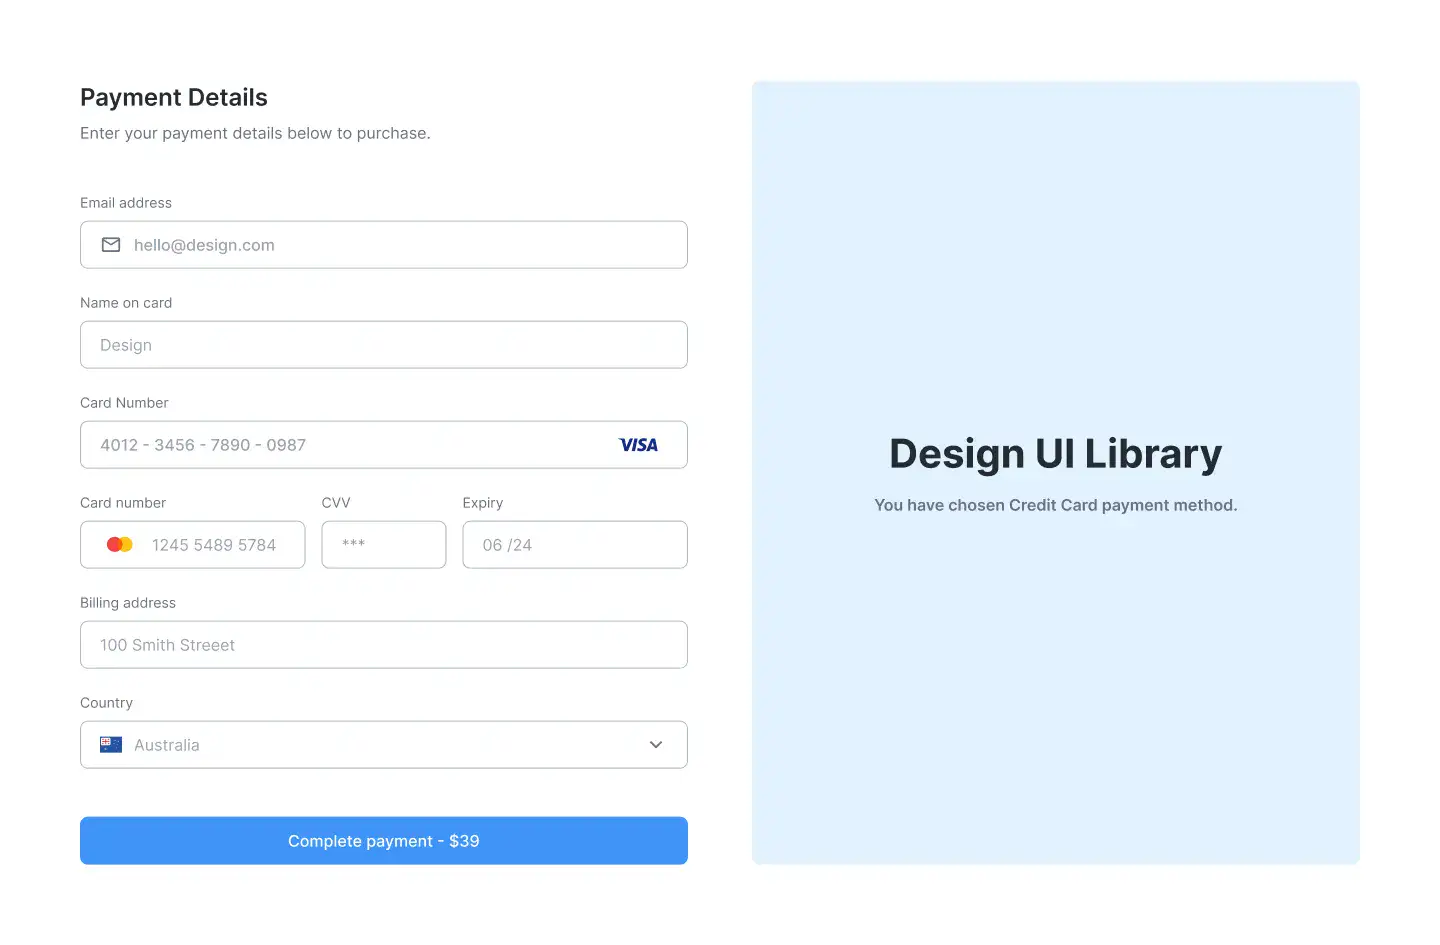 Payment Details
Enter your payment details below to purchase.
Email address
hello@design.com
Name on card
Design
Card Number
4012 - 3456 - 7890 - 0987 VISA
Card number CVV Expiry
1245 5489 5784 *** 06 /24
Billing address
100 Smith Streeet
Country
Australia
Complete payment - $39
Design UI Library
You have chosen Credit Card payment method.